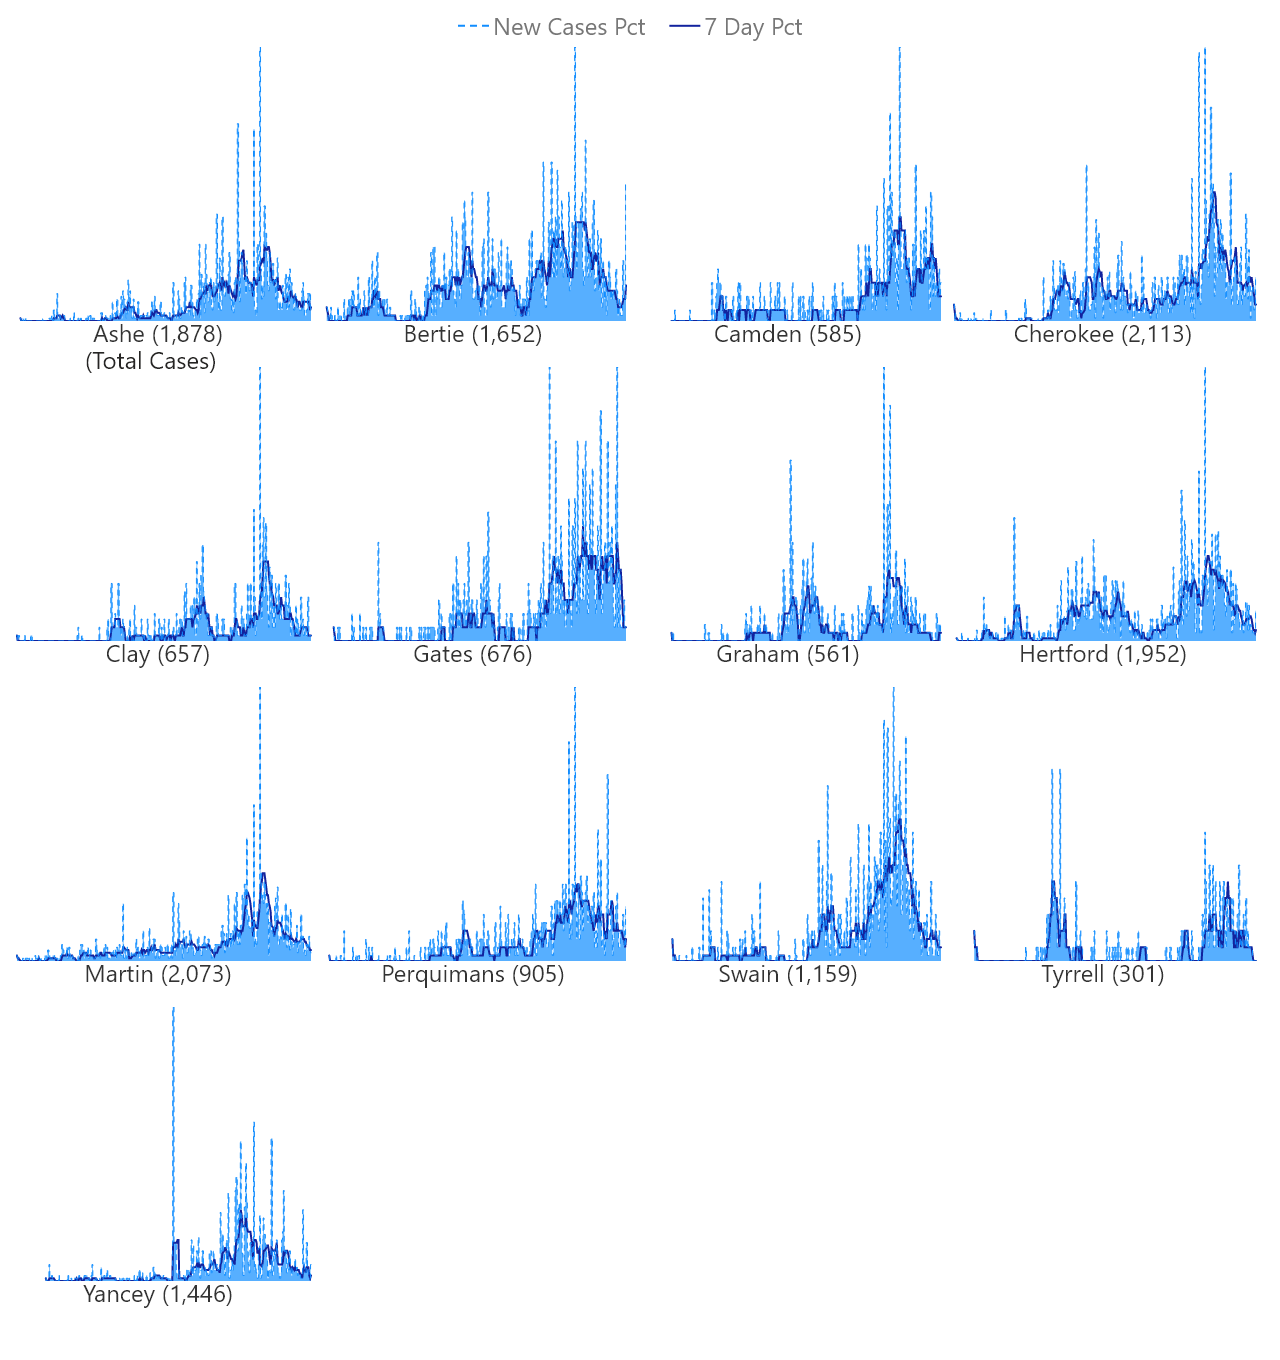 New Cases Pct 7 Day Pct
Ashe (1,878) Bertie (1,652) Camden (585) Cherokee (2,113)
(Total Cases)
Clay (657) Gates (676) Graham (561) Hertford (1,952)
Martin (2,073) Perquimans (905) Swain (1,159) Tyrrell (301)
Yancey (1,446)